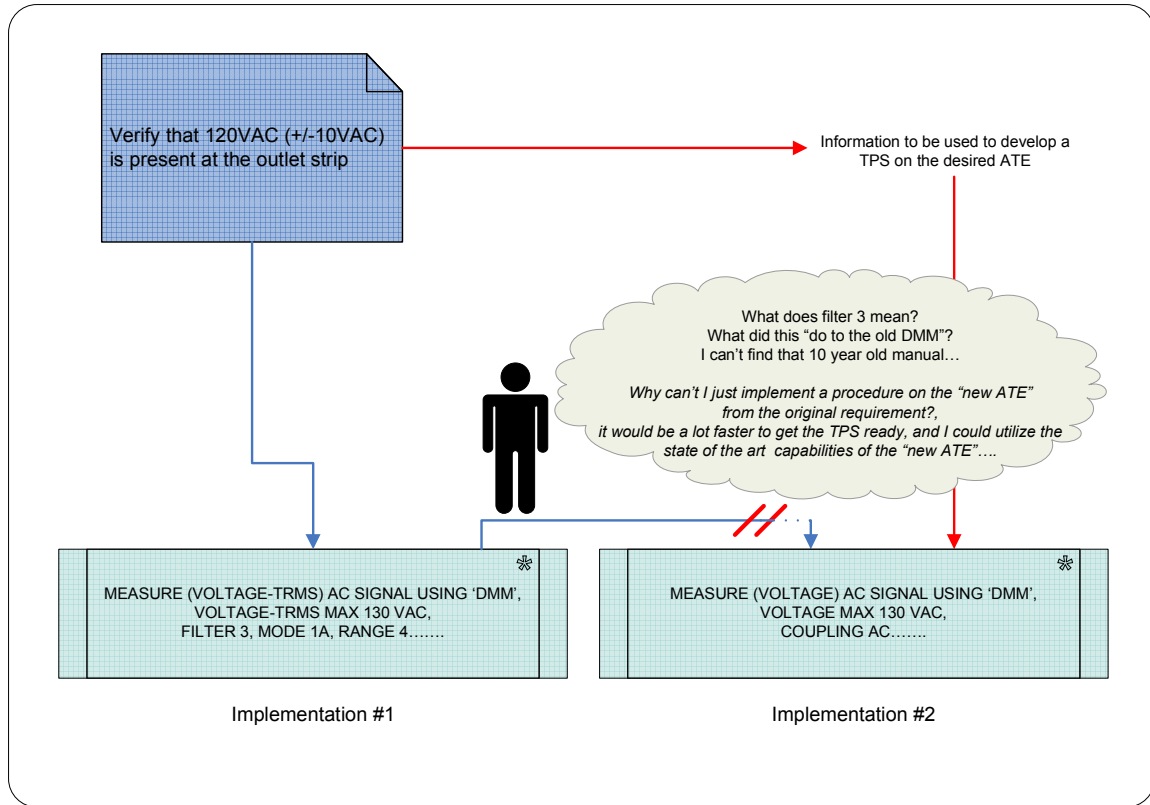 Verify that 120VAC (+/-10VAC)
is present at the outlet strip
Information to be used to develop a
TPS on the desired ATE
What does filter 3 mean?
What did this “do to the old DMM”?
I can’t find that 10 year old manual…
Why can’t I just implement a procedure on the “new ATE”
from the original requirement?,
it would be a lot faster to get the TPS ready, and I could utilize the
state of the art capabilities of the “new ATE”….
*
MEASURE (VOLTAGE-TRMS) AC SIGNAL USING ‘DMM’,
VOLTAGE-TRMS MAX 130 VAC,
FILTER 3, MODE 1A, RANGE 4…….
*
MEASURE (VOLTAGE) AC SIGNAL USING ‘DMM’,
VOLTAGE MAX 130 VAC,
COUPLING AC…….
Implementation #1
Implementation #2